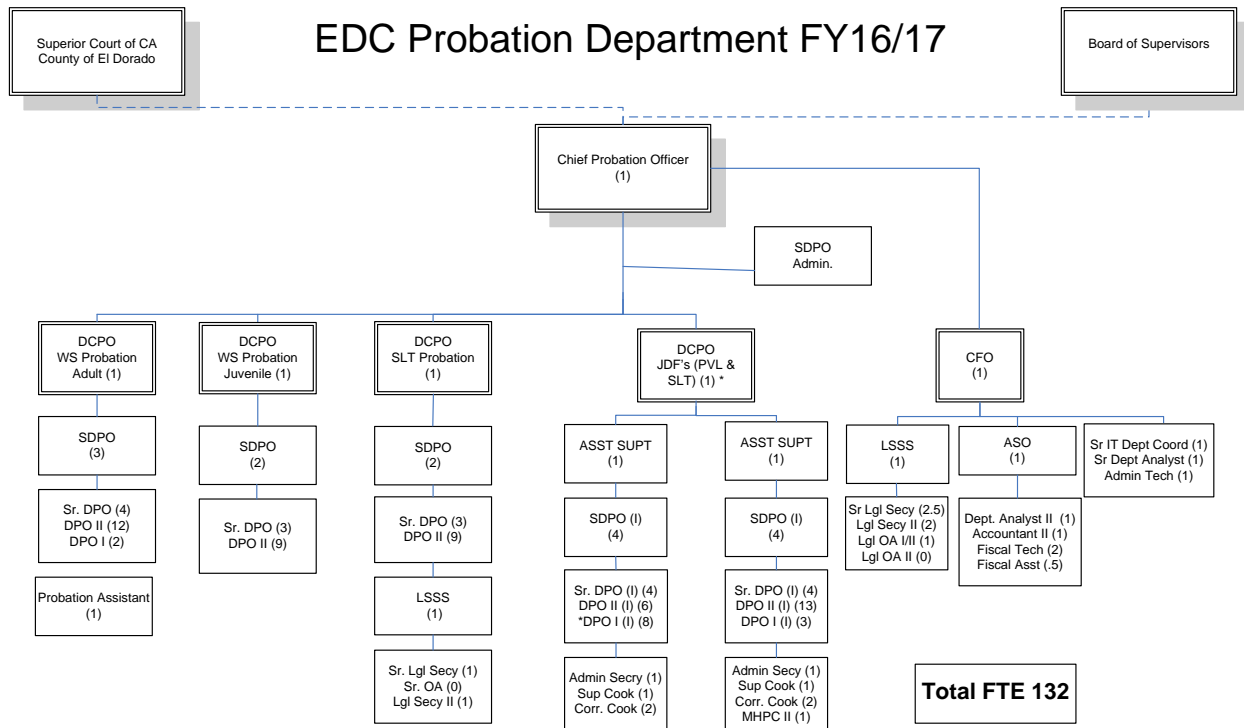 EDC Probation Department FY16/17
Superior Court of CA
County of El Dorado
Board of Supervisors
Chief Probation Officer
(1)
SDPO
Admin.
DCPO
WS Probation
Adult (1)
SDPO
(3)
Sr. DPO (4)
DPO II (12)
DPO I (2)
Probation Assistant
(1)
DCPO
WS Probation
Juvenile (1)
SDPO
(2)
Sr. DPO (3)
DPO II (9)
DCPO
SLT Probation
(1)
SDPO
(2)
Sr. DPO (3)
DPO II (9)
LSSS
(1)
Sr. Lgl Secy (1)
Sr. OA (0)
Lgl Secy II (1)
DCPO
JDF's (PVL &
SLT) (1) *
ASST SUPT
(1)
SDPO (I)
(4)
Sr. DPO (I) (4)
DPO II (I) (6)
*DPO I (I) (8)
Admin Secry (1)
Sup Cook (1)
Corr. Cook (2)
ASST SUPT
(1)
SDPO (I)
(4)
Sr. DPO (I) (4)
DPO II (I) (13)
DPO I (I) (3)
Admin Secy (1)
Sup Cook (1)
Corr. Cook (2)
MHPC II (1)
CFO
(1)
LSSS
(1)
Sr Lgl Secy (2.5)
Lgl Secy II (2)
Lgl OA I/II (1)
Lgl OA II (0)
ASO
(1)
Dept. Analyst II (1)
Accountant II (1)
Fiscal Tech (2)
Fiscal Asst (.5)
Sr IT Dept Coord (1)
Sr Dept Analyst (1)
Admin Tech (1)
Total FTE 132